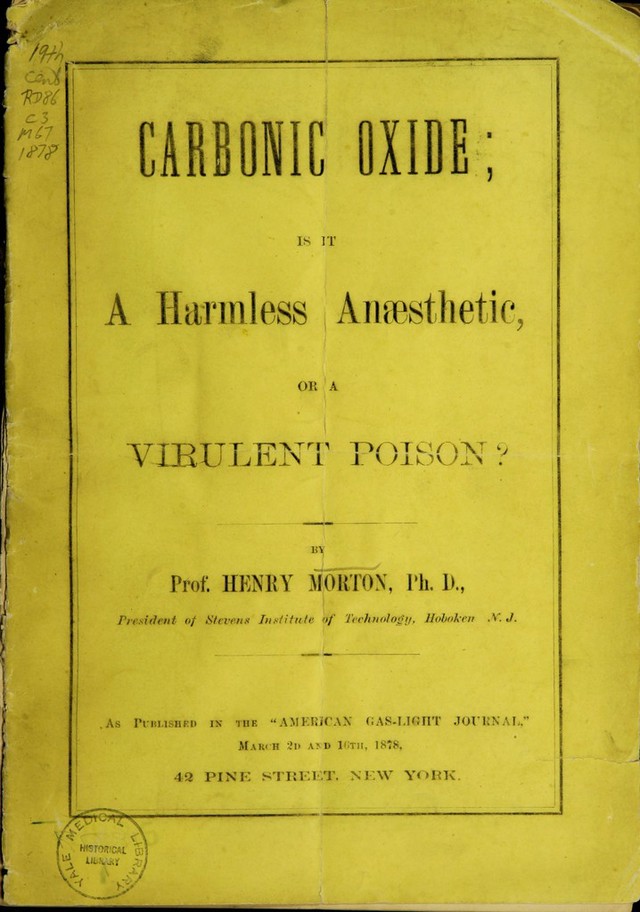 19th
Cent
RD86
C3
M67
1878
CARBONIC OXIDE;
IS IT
A Harmless Anæsthetic,
OR A
VIRULENT POISON?
BY
Prof. HENRY MORTON, Ph. D.,
President of Stevens Institute of Technology, Hoboken N. J.
As Published in the "AMERICAN GAS-LIGHT JOURNAL,"
March 2d and 16th, 1878,
42 PINE STREET, NEW YORK.
YALE MEDICAL LIBRARY
HISTORICAL
LIBRARY